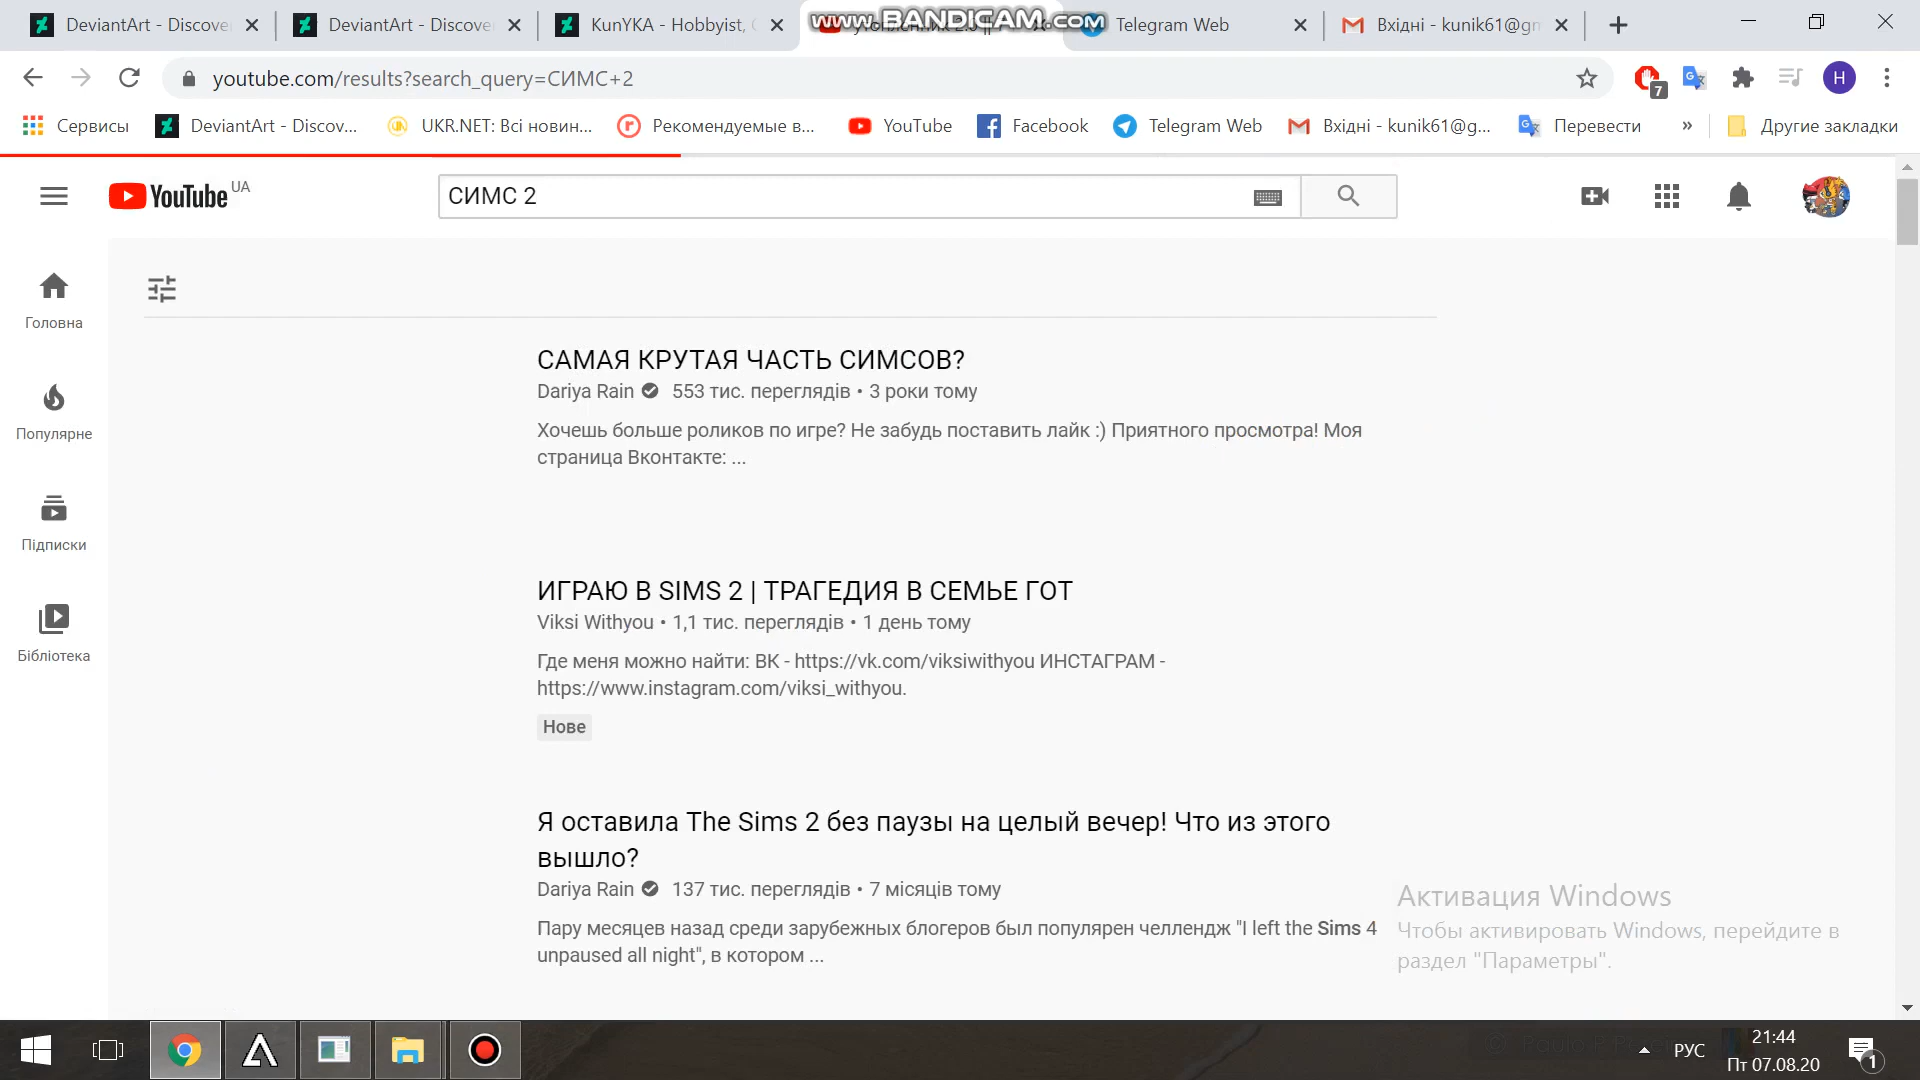 DeviantArt - Discove
DeviantArt - Discove
KunYKA - Hobbyist,
www.BANDICAM.com
Telegram Web
Вхідні - kunik61@gm
youtube.com/results?search_query=СИМС+2
7
H
Сервисы
DeviantArt - Discov...
UKR.NET: Всі новин...
Рекомендуемые в...
YouTube
Facebook
Telegram Web
Вхідні - kunik61@g...
Перевести
»
Другие закладки
YouTube UA
СИМС 2
Головна
Популярне
Підписки
Бібліотека
САМАЯ КРУТАЯ ЧАСТЬ СИМСОВ?
Dariya Rain 553 тис. переглядів • 3 роки тому
Хочешь больше роликов по игре? Не забудь поставить лайк :) Приятного просмотра! Моя
страница Вконтакте: ...
ИГРАЮ В SIMS 2 | ТРАГЕДИЯ В СЕМЬЕ ГОТ
Viksi Withyou • 1,1 тис. переглядів • 1 день тому
Где меня можно найти: ВК - https://vk.com/viksiwithyou ИНСТАГРАМ -
https://www.instagram.com/viksi_withyou.
Нове
Я оставила The Sims 2 без паузы на целый вечер! Что из этого
вышло?
Dariya Rain 137 тис. переглядів • 7 місяців тому
Пару месяцев назад среди зарубежных блогеров был популярен челлендж "I left the Sims 4
unpaused all night", в котором ...
Активация Windows
Чтобы активировать Windows, перейдите в
раздел "Параметры".
РУС
21:44
Пт 07.08.20
1